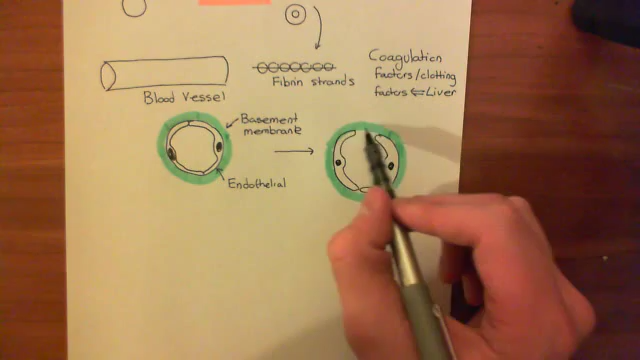 Coagulation
factors/clotting
factors ⇐ Liver
Fibrin strands
Blood Vessel
Basement
membrane
Endothelial